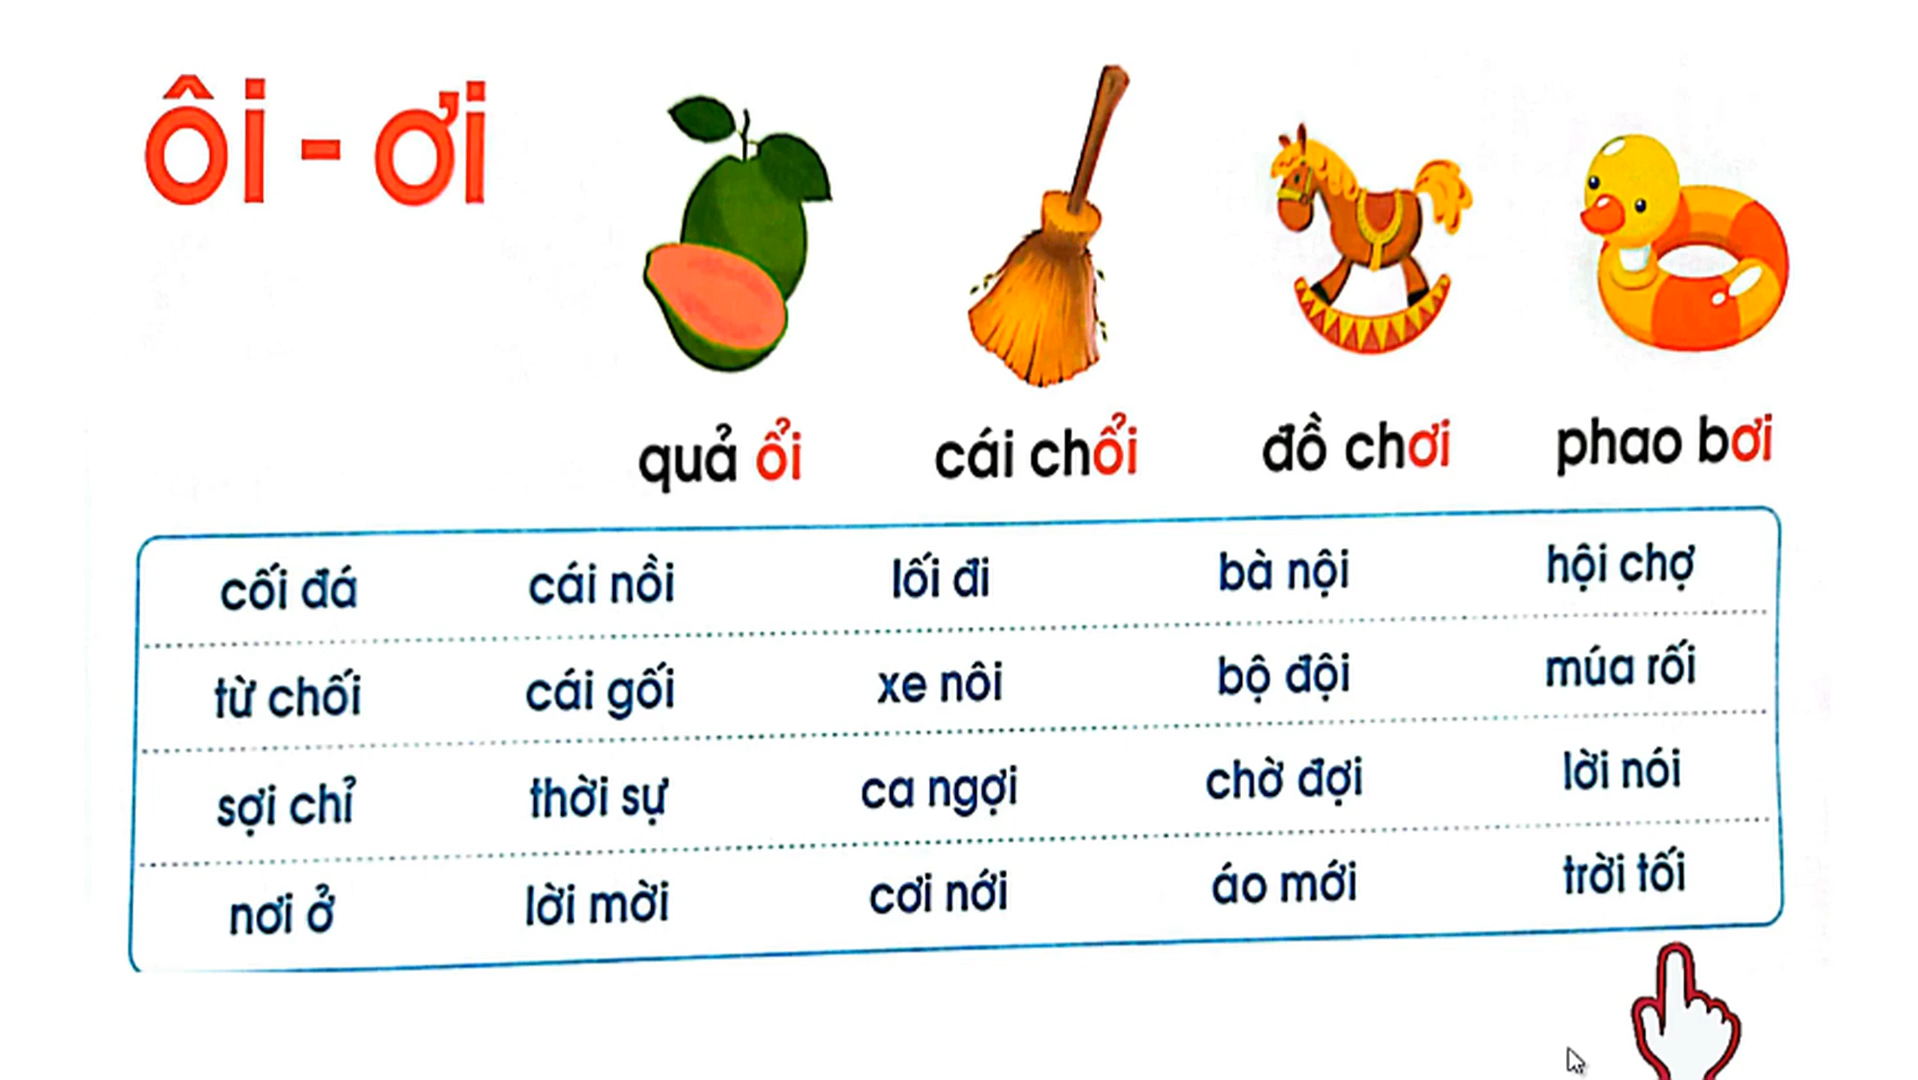 ôi - ơi
quả ổi cái chổi đồ chơi phao bơi
cối đá cái nồi lối đi bà nội hội chợ
từ chối cái gối xe nôi bộ đội múa rối
sợi chỉ thời sự ca ngợi chờ đợi lời nói
nơi ở lời mời cơi nới áo mới trời tối